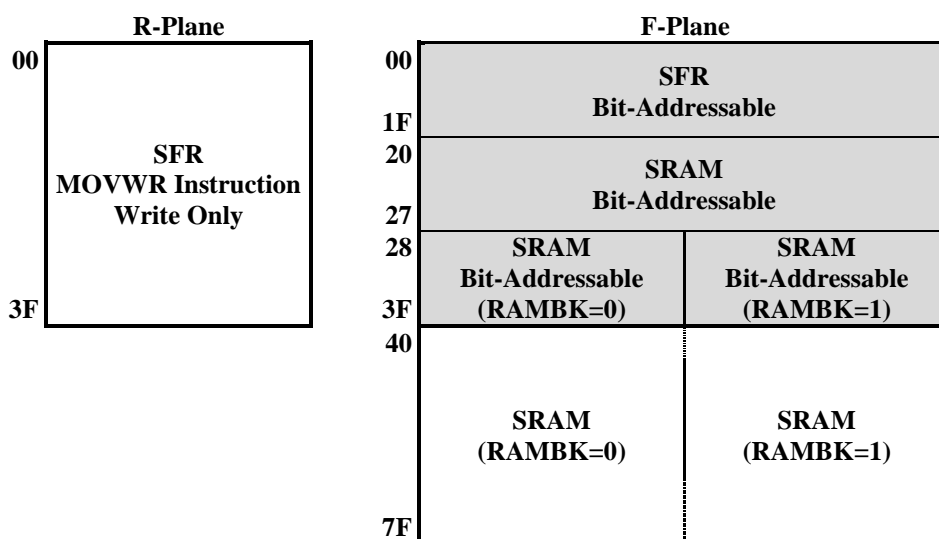 R-Plane
00
SFR
MOVWR Instruction
Write Only
3F
F-Plane
00
SFR
Bit-Addressable
1F
20
SRAM
Bit-Addressable
27
28
SRAM
Bit-Addressable
(RAMBK=0)
SRAM
Bit-Addressable
(RAMBK=1)
3F
40
SRAM
(RAMBK=0)
SRAM
(RAMBK=1)
7F